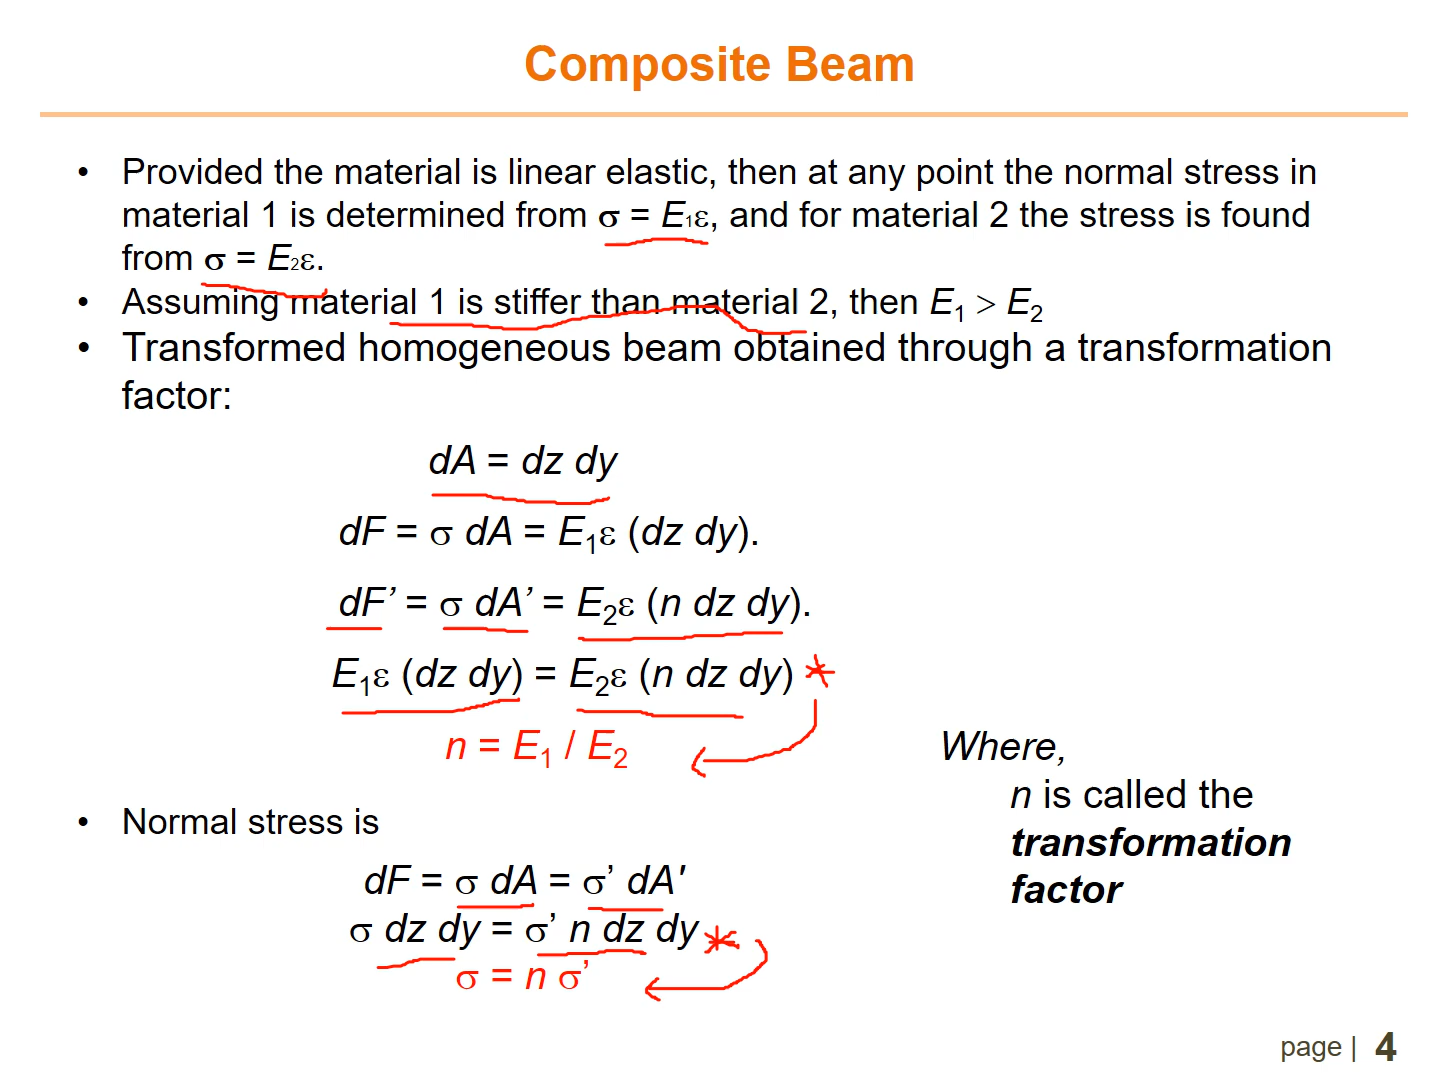 Composite Beam
• Provided the material is linear elastic, then at any point the normal stress in
material 1 is determined from σ = E₁ε, and for material 2 the stress is found
from σ = E₂ε.
• Assuming material 1 is stiffer than material 2, then E₁ > E₂
• Transformed homogeneous beam obtained through a transformation
factor:
dA = dz dy
dF = σ dA = E₁ε (dz dy).
dF’ = σ dA’ = E₂ε (n dz dy).
E₁ε (dz dy) = E₂ε (n dz dy) *
n = E₁ / E₂
Where,
n is called the
transformation
factor
• Normal stress is
dF = σ dA = σ’ dA'
σ dz dy = σ’ n dz dy *
σ = n σ’
page | 4